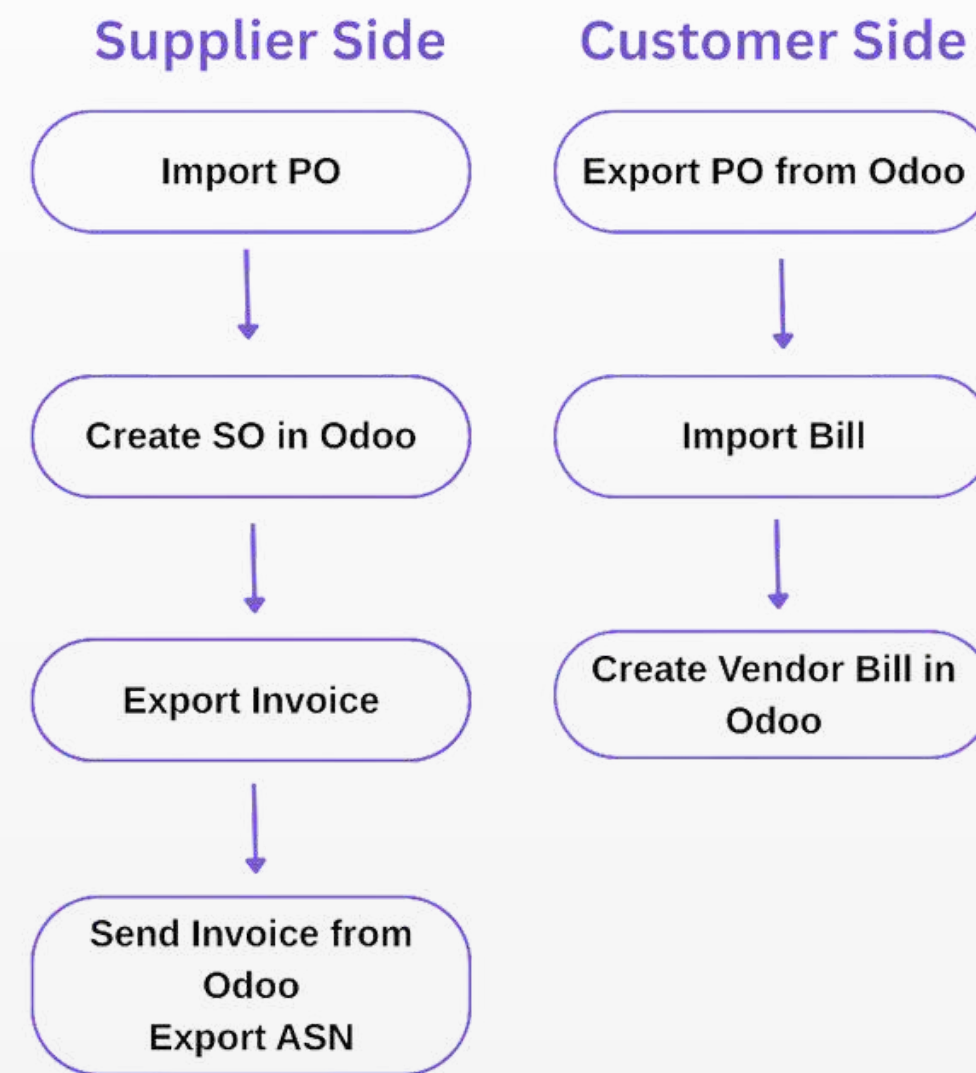 Supplier Side
Import PO
Create SO in Odoo
Export Invoice
Send Invoice from
Odoo
Export ASN
Customer Side
Export PO from Odoo
Import Bill
Create Vendor Bill in
Odoo